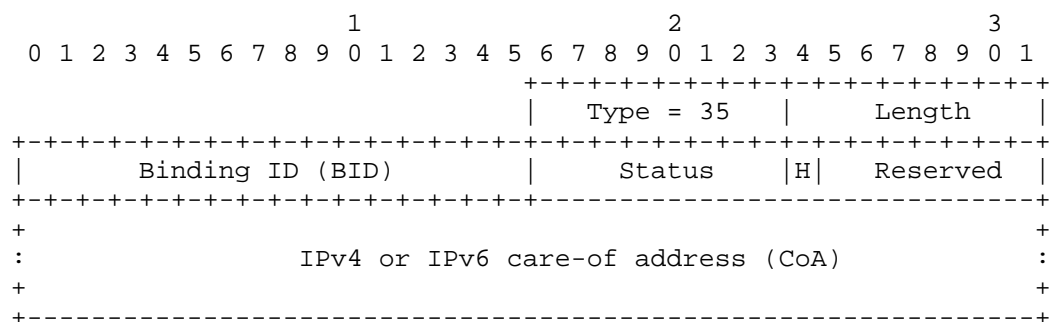 1                   2                   3
 0 1 2 3 4 5 6 7 8 9 0 1 2 3 4 5 6 7 8 9 0 1 2 3 4 5 6 7 8 9 0 1
                                +-+-+-+-+-+-+-+-+-+-+-+-+-+-+-+-+
                                |   Type = 35   |     Length    |
+-+-+-+-+-+-+-+-+-+-+-+-+-+-+-+-+-+-+-+-+-+-+-+-+-+-+-+-+-+-+-+-+
|       Binding ID (BID)        |     Status    |H|   Reserved  |
+-+-+-+-+-+-+-+-+-+-+-+-+-+-+-+-+-------------------------------+
+                                                               +
:                 IPv4 or IPv6 care-of address (CoA)            :
+                                                               +
+---------------------------------------------------------------+